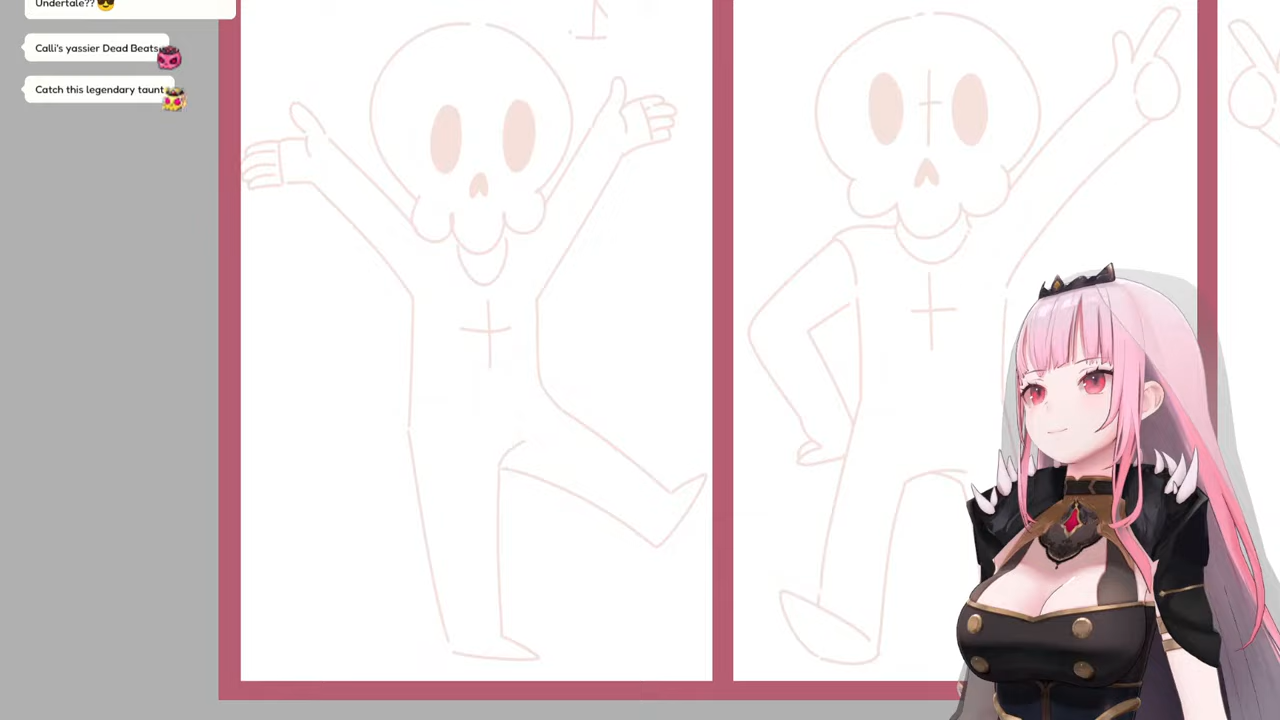 Undertale??😎
Calli's yassier Dead Beats
Catch this legendary taunt